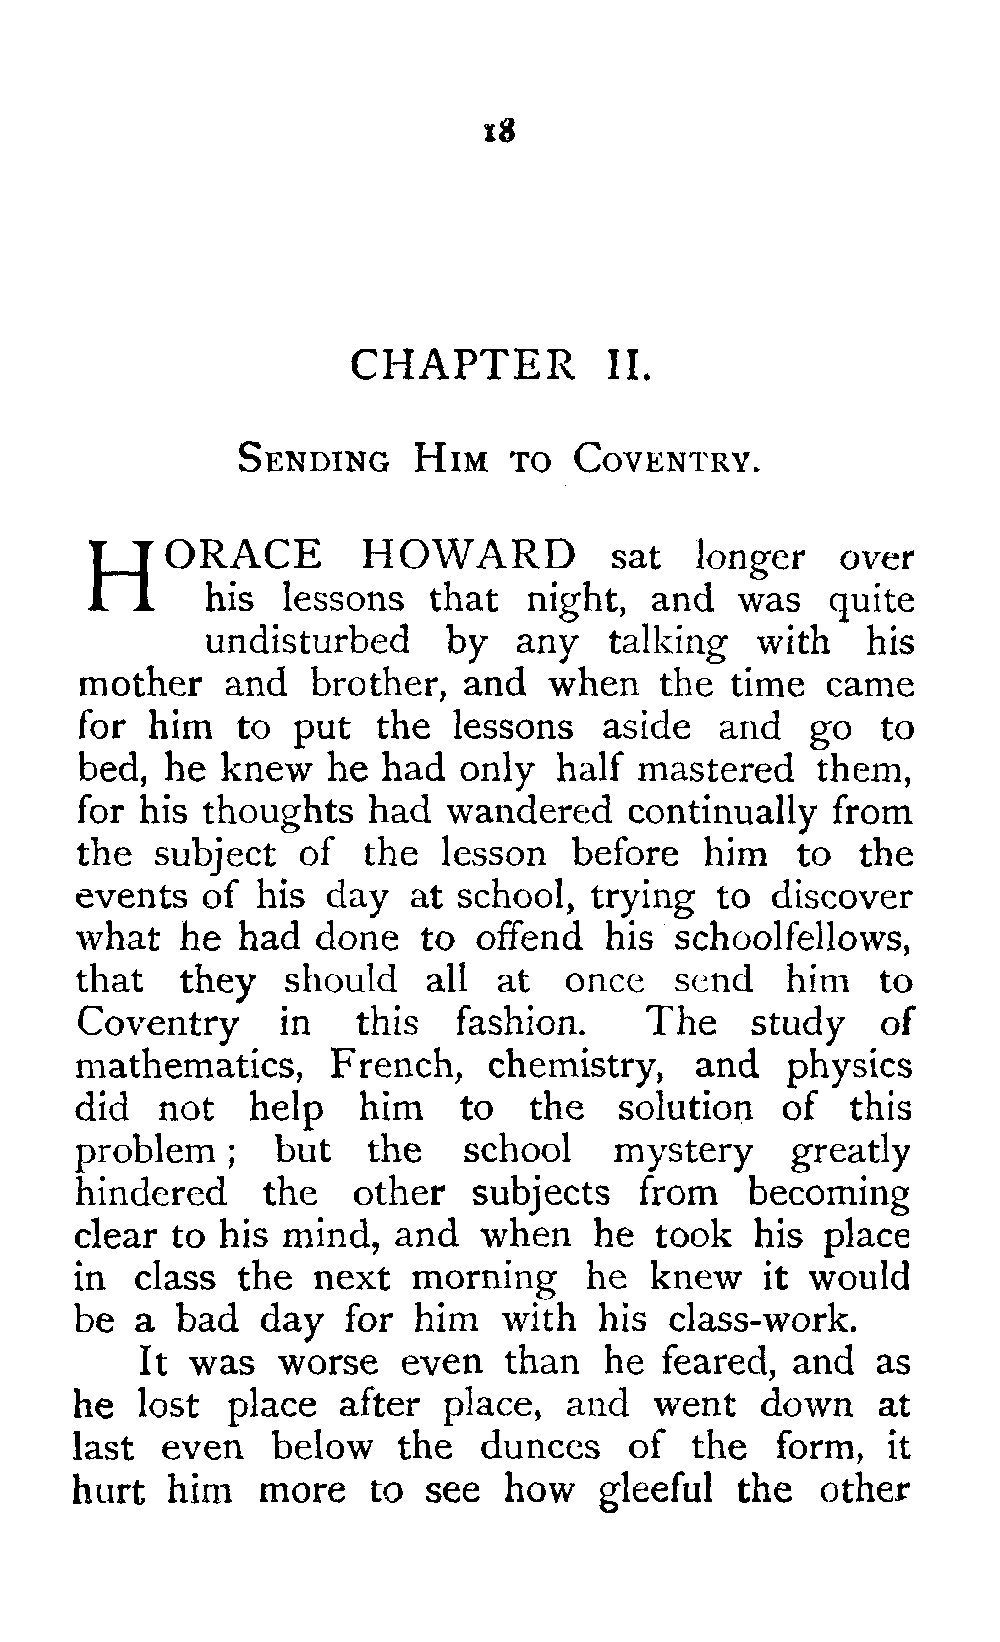 18
CHAPTER II.
SENDING HIM TO COVENTRY.
HORACE HOWARD sat longer over
his lessons that night, and was quite
undisturbed by any talking with his
mother and brother, and when the time came
for him to put the lessons aside and go to
bed, he knew he had only half mastered them,
for his thoughts had wandered continually from
the subject of the lesson before him to the
events of his day at school, trying to discover
what he had done to offend his schoolfellows,
that they should all at once send him to
Coventry in this fashion. The study of
mathematics, French, chemistry, and physics
did not help him to the solution of this
problem ; but the school mystery greatly
hindered the other subjects from becoming
clear to his mind, and when he took his place
in class the next morning he knew it would
be a bad day for him with his class-work.
It was worse even than he feared, and as
he lost place after place, and went down at
last even below the dunces of the form, it
hurt him more to see how gleeful the other